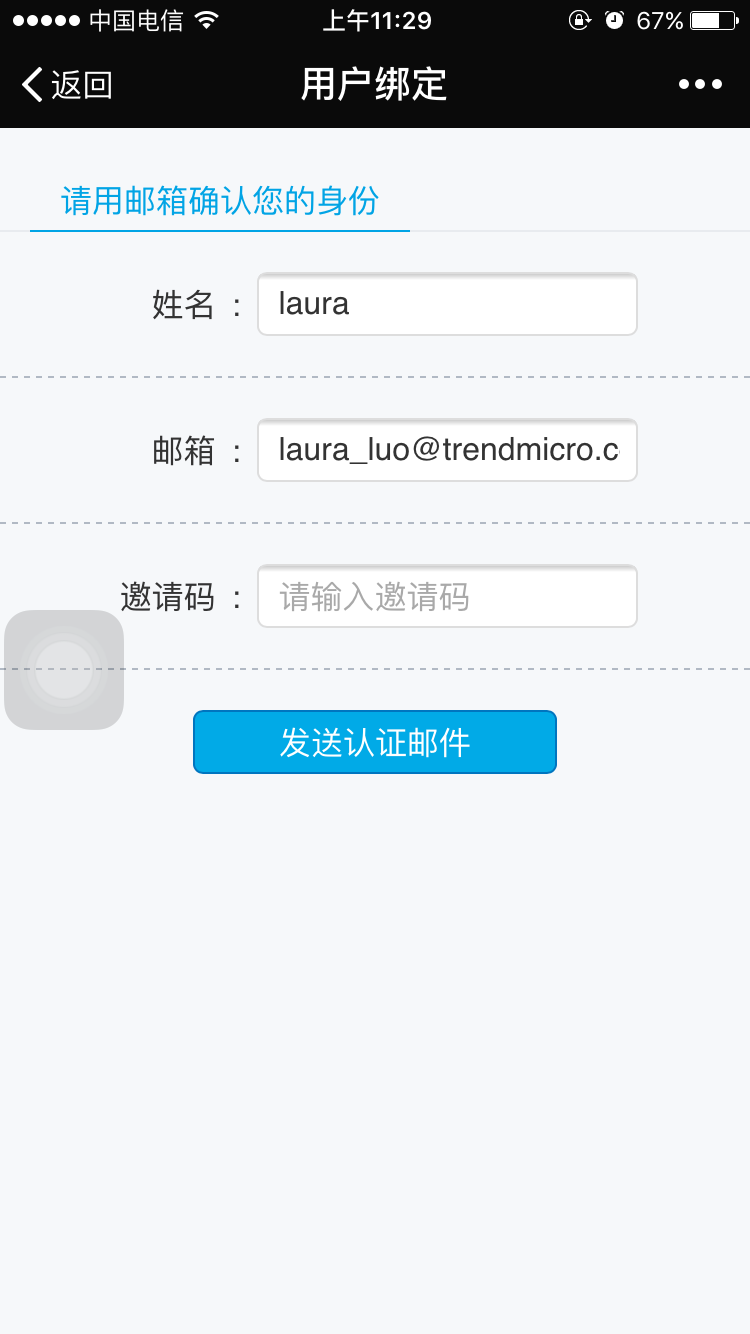 中国电信 上午11:29 67%
返回 用户绑定
请用邮箱确认您的身份
姓名 : laura
邮箱 : laura_luo@trendmicro.c
邀请码 : 请输入邀请码
发送认证邮件